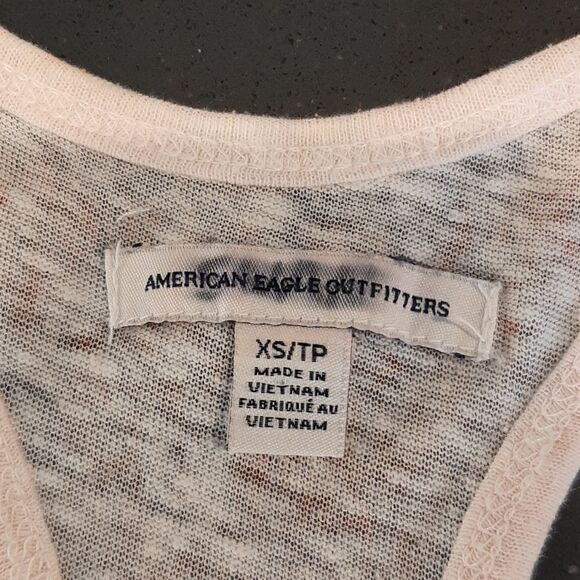 AMERICAN EAGLE OUTFITTERS
XS/TP
MADE IN
VIETNAM
FABRIQUÉ AU
VIETNAM